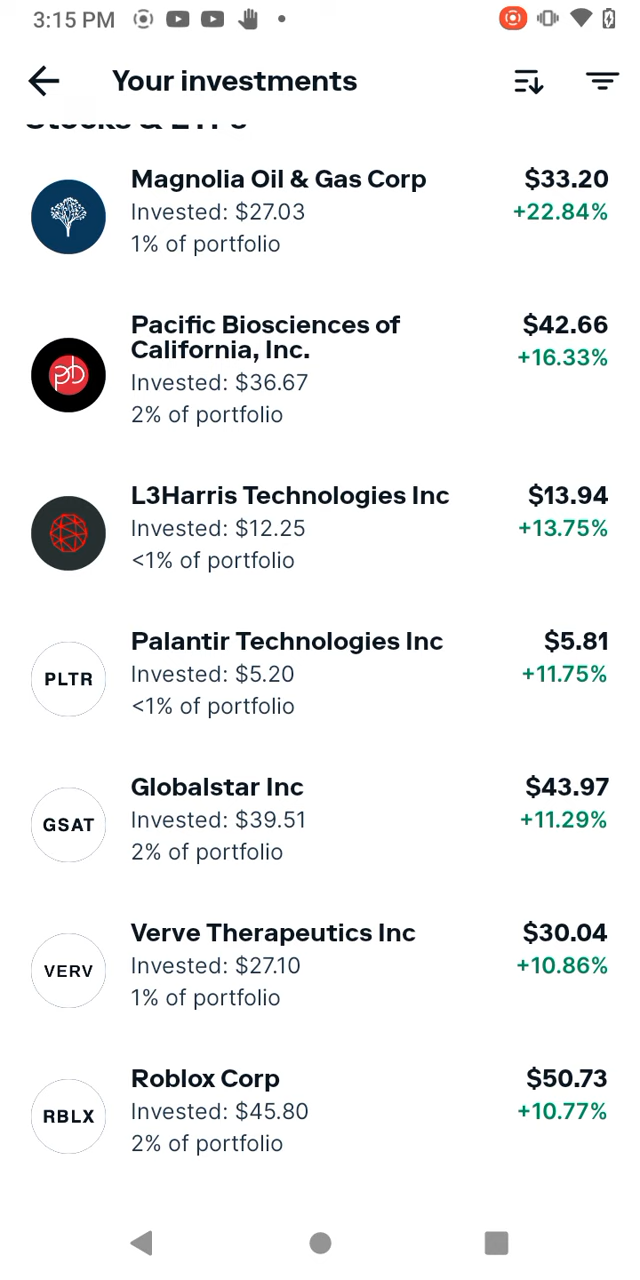 3:15 PM
Your investments
Stocks & ETFs
Magnolia Oil & Gas Corp
$33.20
Invested: $27.03
+22.84%
1% of portfolio
Pacific Biosciences of
California, Inc.
$42.66
+16.33%
Invested: $36.67
2% of portfolio
pb
L3Harris Technologies Inc
$13.94
Invested: $12.25
+13.75%
<1% of portfolio
Palantir Technologies Inc
$5.81
Invested: $5.20
+11.75%
<1% of portfolio
PLTR
Globalstar Inc
$43.97
Invested: $39.51
+11.29%
2% of portfolio
GSAT
Verve Therapeutics Inc
$30.04
Invested: $27.10
+10.86%
1% of portfolio
VERV
Roblox Corp
$50.73
Invested: $45.80
+10.77%
2% of portfolio
RBLX